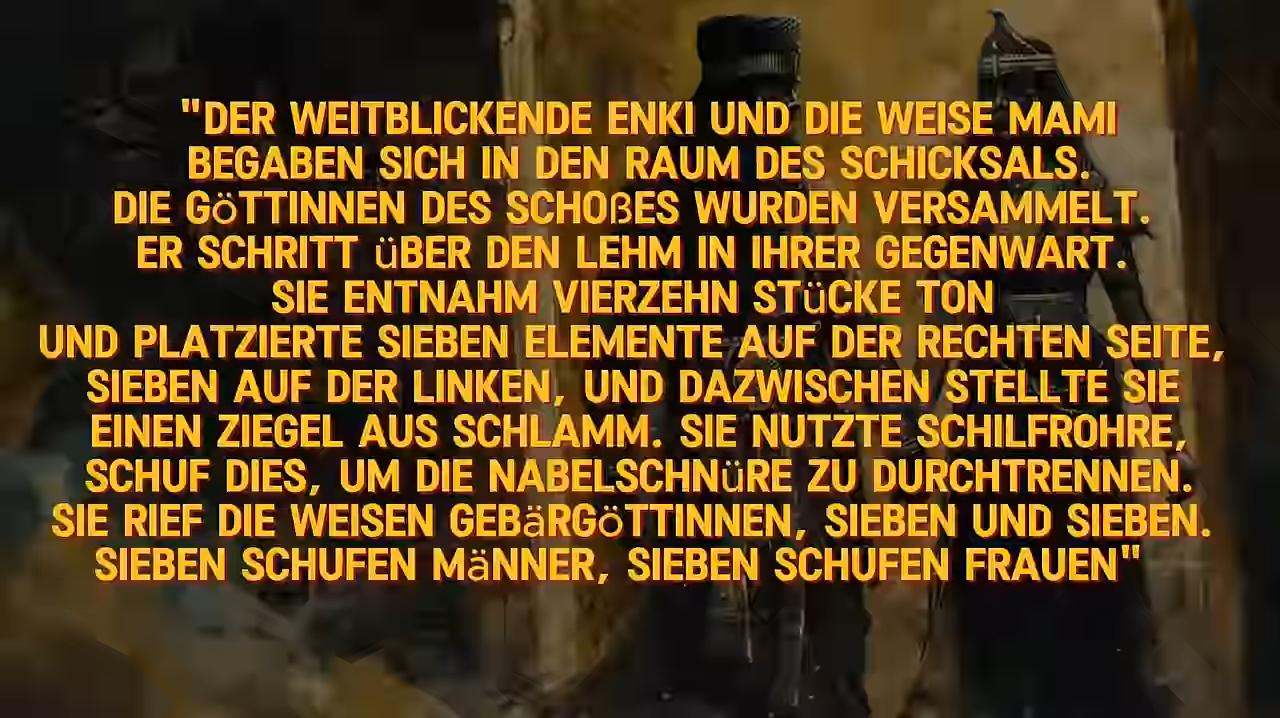 "DER WEITBLICKENDE ENKI UND DIE WEISE MAMI
BEGABEN SICH IN DEN RAUM DES SCHICKSALS.
DIE GöTTINNEN DES SCHOßES WURDEN VERSAMMELT.
ER SCHRITT üBER DEN LEHM IN IHRER GEGENWART.
SIE ENTNAHM VIERZEHN STüCKE TON
UND PLATZIERTE SIEBEN ELEMENTE AUF DER RECHTEN SEITE,
SIEBEN AUF DER LINKEN, UND DAZWISCHEN STELLTE SIE
EINEN ZIEGEL AUS SCHLAMM. SIE NUTZTE SCHILFROHRE,
SCHUF DIES, UM DIE NABELSCHNüRE ZU DURCHTRENNEN.
SIE RIEF DIE WEISEN GEBäRGöTTINNEN, SIEBEN UND SIEBEN.
SIEBEN SCHUFEN MäNNER, SIEBEN SCHUFEN FRAUEN"